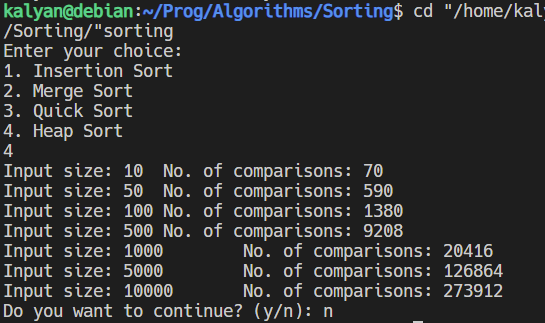 kalyan@debian:~/Prog/Algorithms/Sorting$ cd "/home/kaly
/Sorting/"sorting
Enter your choice:
1. Insertion Sort
2. Merge Sort
3. Quick Sort
4. Heap Sort
4
Input size: 10  No. of comparisons: 70
Input size: 50  No. of comparisons: 590
Input size: 100 No. of comparisons: 1380
Input size: 500 No. of comparisons: 9208
Input size: 1000        No. of comparisons: 20416
Input size: 5000        No. of comparisons: 126864
Input size: 10000       No. of comparisons: 273912
Do you want to continue? (y/n): n